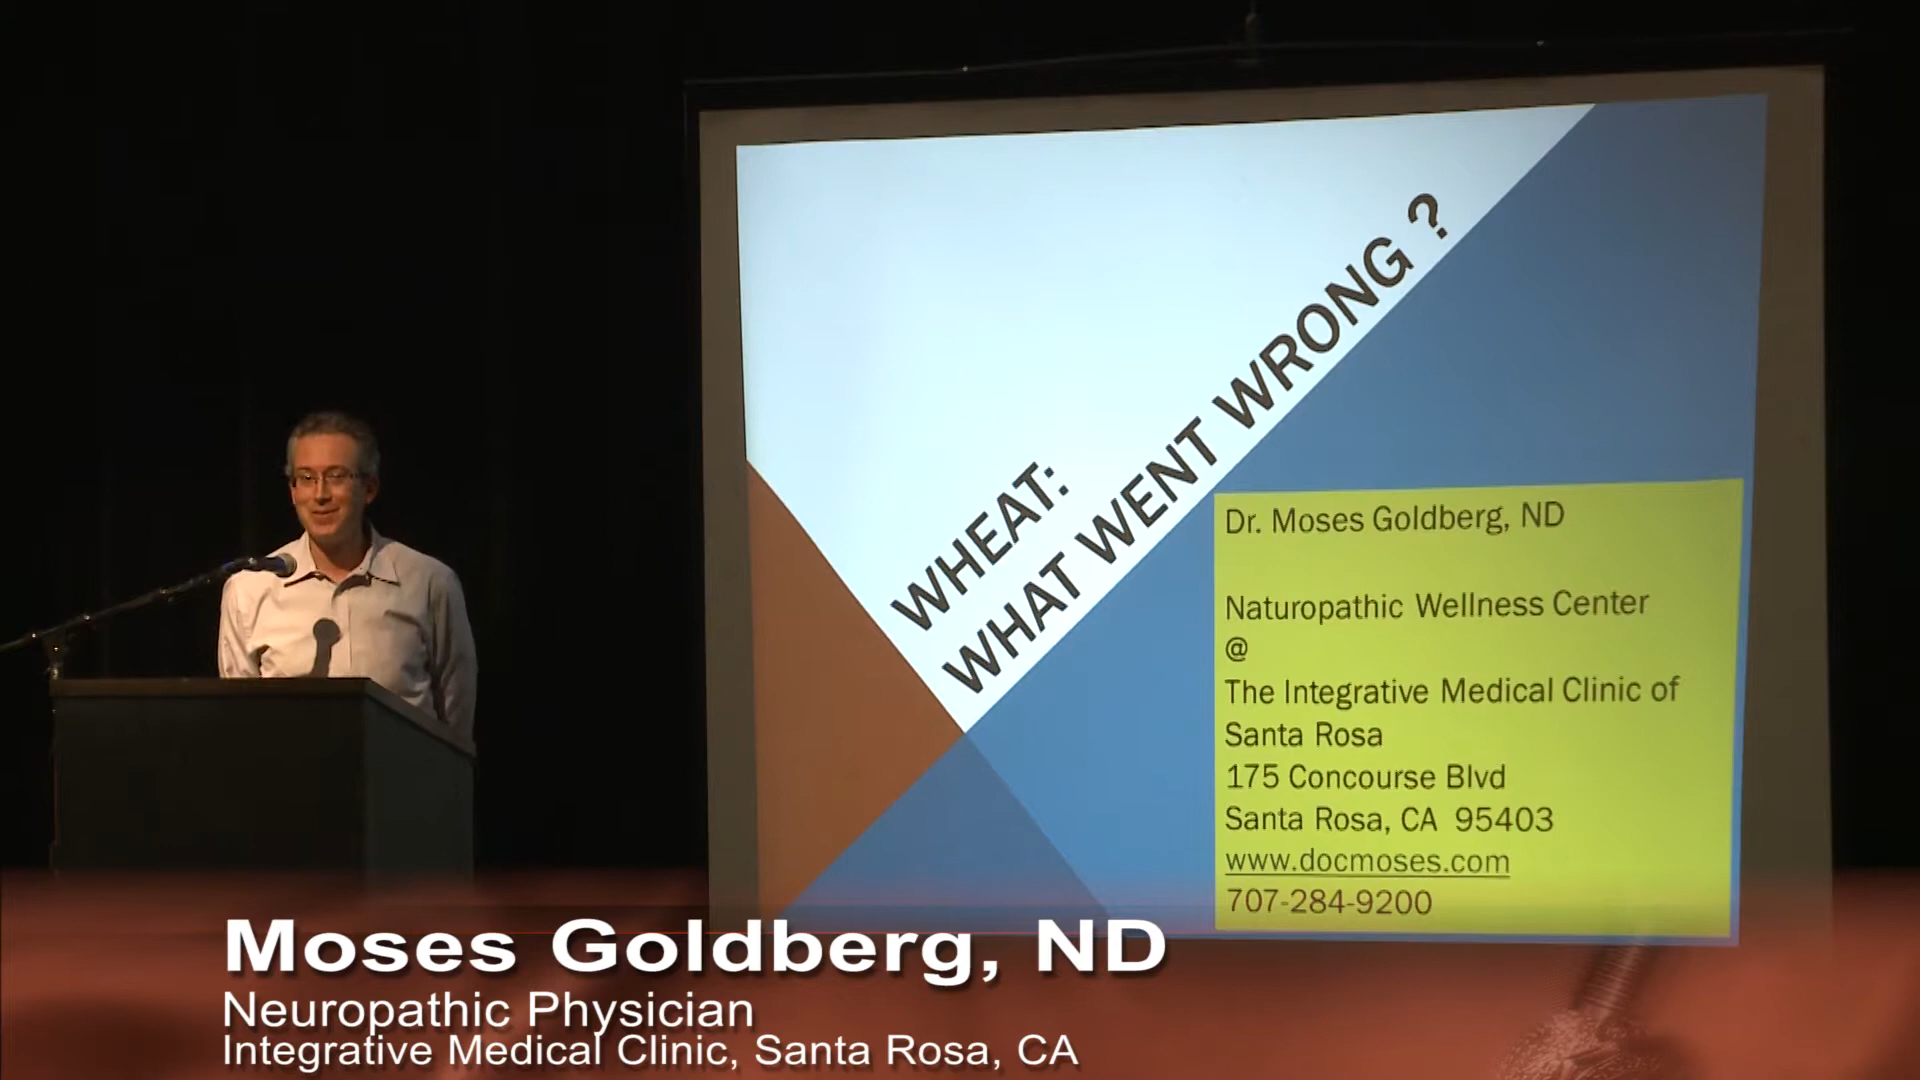 WHEAT:
WHAT WENT WRONG ?
Dr. Moses Goldberg, ND
Naturopathic Wellness Center
@
The Integrative Medical Clinic of
Santa Rosa
175 Concourse Blvd
Santa Rosa, CA 95403
www.docmoses.com
707-284-9200
Moses Goldberg, ND
Neuropathic Physician
Integrative Medical Clinic, Santa Rosa, CA